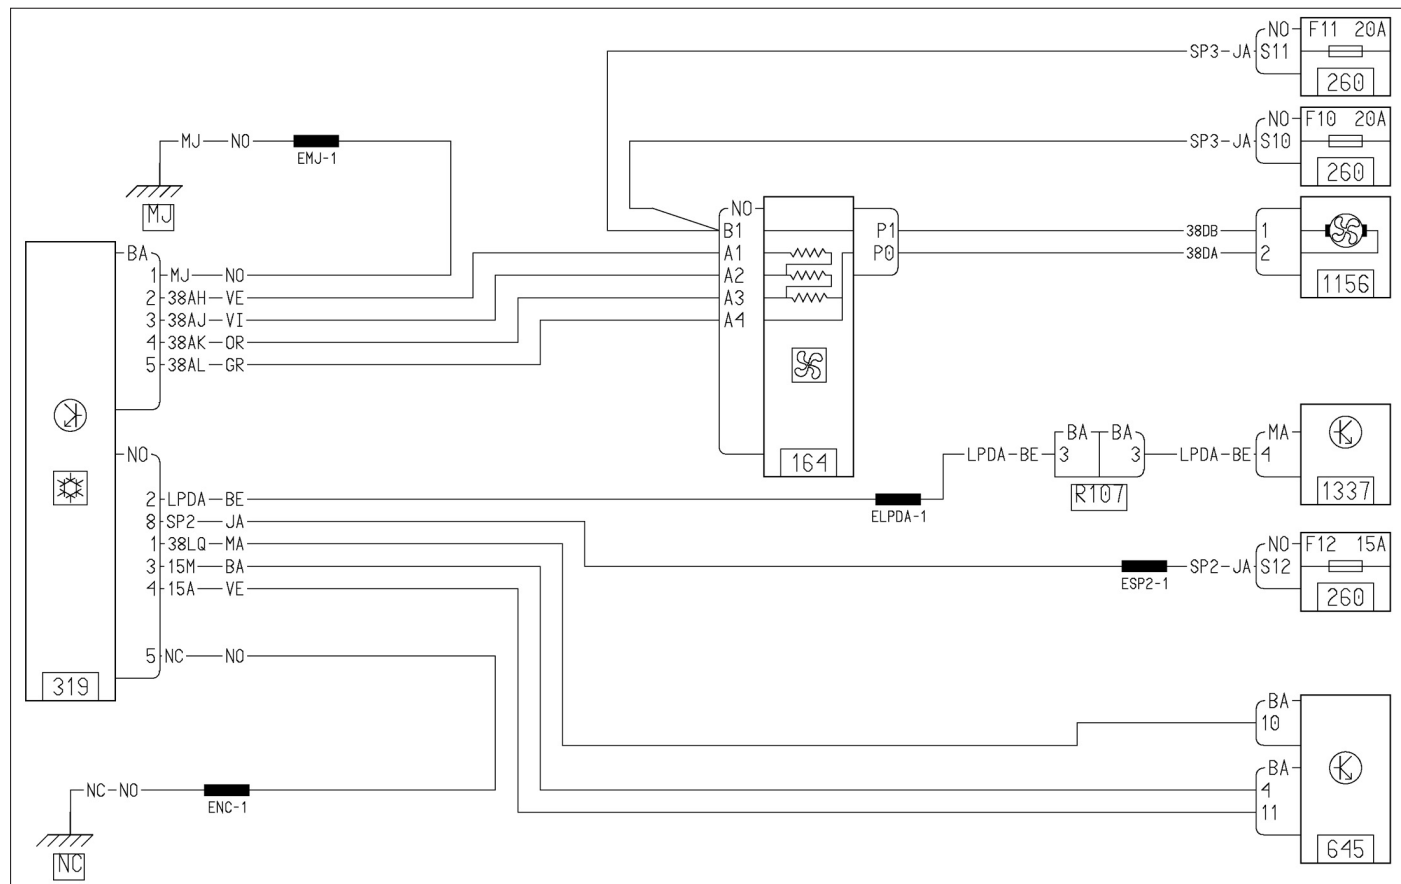 NO F11 20A
SP3 JA S11
260
NO F10 20A
SP3 JA S10
260
MJ NO
EMJ-1
MJ
NO
B1 P1 38DB 1
A1 P0 38DA 2
A2
A3
A4
1156
BA
1 MJ NO
2 38AH VE
3 38AJ VI
4 38AK OR
5 38AL GR
164
BA BA MA
LPDA BE 3 3 LPDA BE 4
R107
1337
NO
2 LPDA BE
ELPDA-1
8 SP2 JA
1 38LQ MA
3 15M BA
4 15A VE
5 NC NO
319
NO F12 15A
ESP2-1
SP2 JA S12
260
BA
10
BA
4
11
645
NC NO
ENC-1
NC